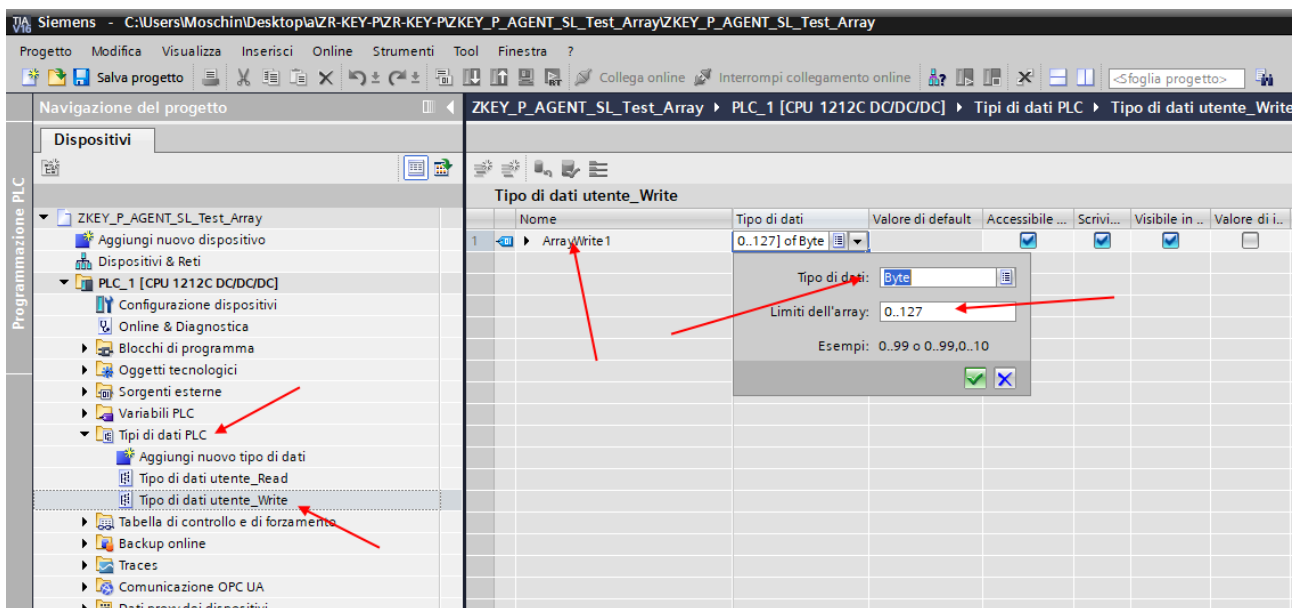 TIA V16 Siemens - C:\Users\Moschin\Desktop\a\ZR-KEY-P\ZR-KEY-P\ZKEY_P_AGENT_SL_Test_Array\ZKEY_P_AGENT_SL_Test_Array
Progetto Modifica Visualizza Inserisci Online Strumenti Tool Finestra ?
Salva progetto Collega online Interrompi collegamento online <Sfoglia progetto>
Navigazione del progetto
ZKEY_P_AGENT_SL_Test_Array PLC_1 [CPU 1212C DC/DC/DC] Tipi di dati PLC Tipo di dati utente_Write
Dispositivi
Programmazione PLC
ZKEY_P_AGENT_SL_Test_Array
Aggiungi nuovo dispositivo
Dispositivi & Reti
PLC_1 [CPU 1212C DC/DC/DC]
Configurazione dispositivi
Online & Diagnostica
Blocchi di programma
Oggetti tecnologici
Sorgenti esterne
Variabili PLC
Tipi di dati PLC
Aggiungi nuovo tipo di dati
Tipo di dati utente_Read
Tipo di dati utente_Write
Tabella di controllo e di forzamento
Backup online
Traces
Comunicazione OPC UA
Dati proxy dei dispositivi
Tipo di dati utente_Write
Nome Tipo di dati Valore di default Accessibile ... Scrivi... Visibile in .. Valore di i..
1 ArrayWrite1 0..127] of Byte
Tipo di dati: Byte
Limiti dell'array: 0..127
Esempi: 0..99 o 0..99,0..10